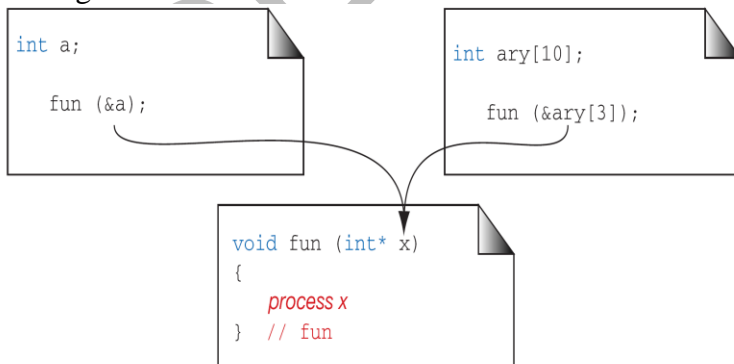 int a;
fun (&a);
int ary[10];
fun (&ary[3]);
void fun (int* x)
{
process x
} // fun